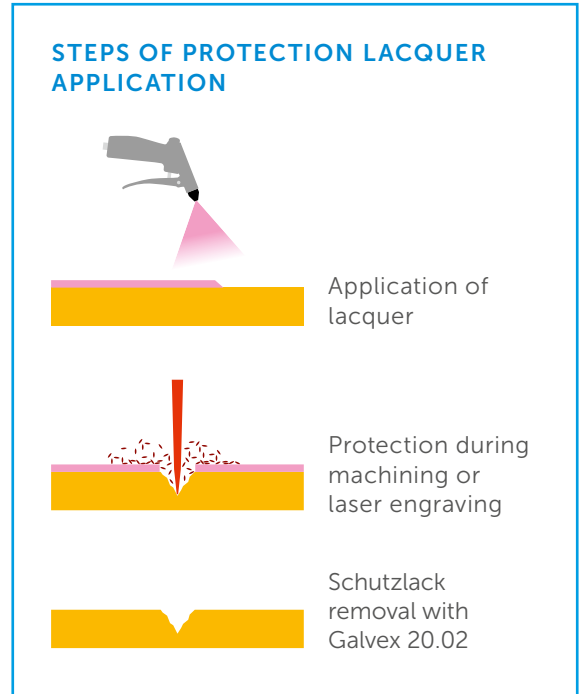 STEPS OF PROTECTION LACQUER
APPLICATION
Application of
lacquer
Protection during
machining or
laser engraving
Schutzlack
removal with
Galvex 20.02